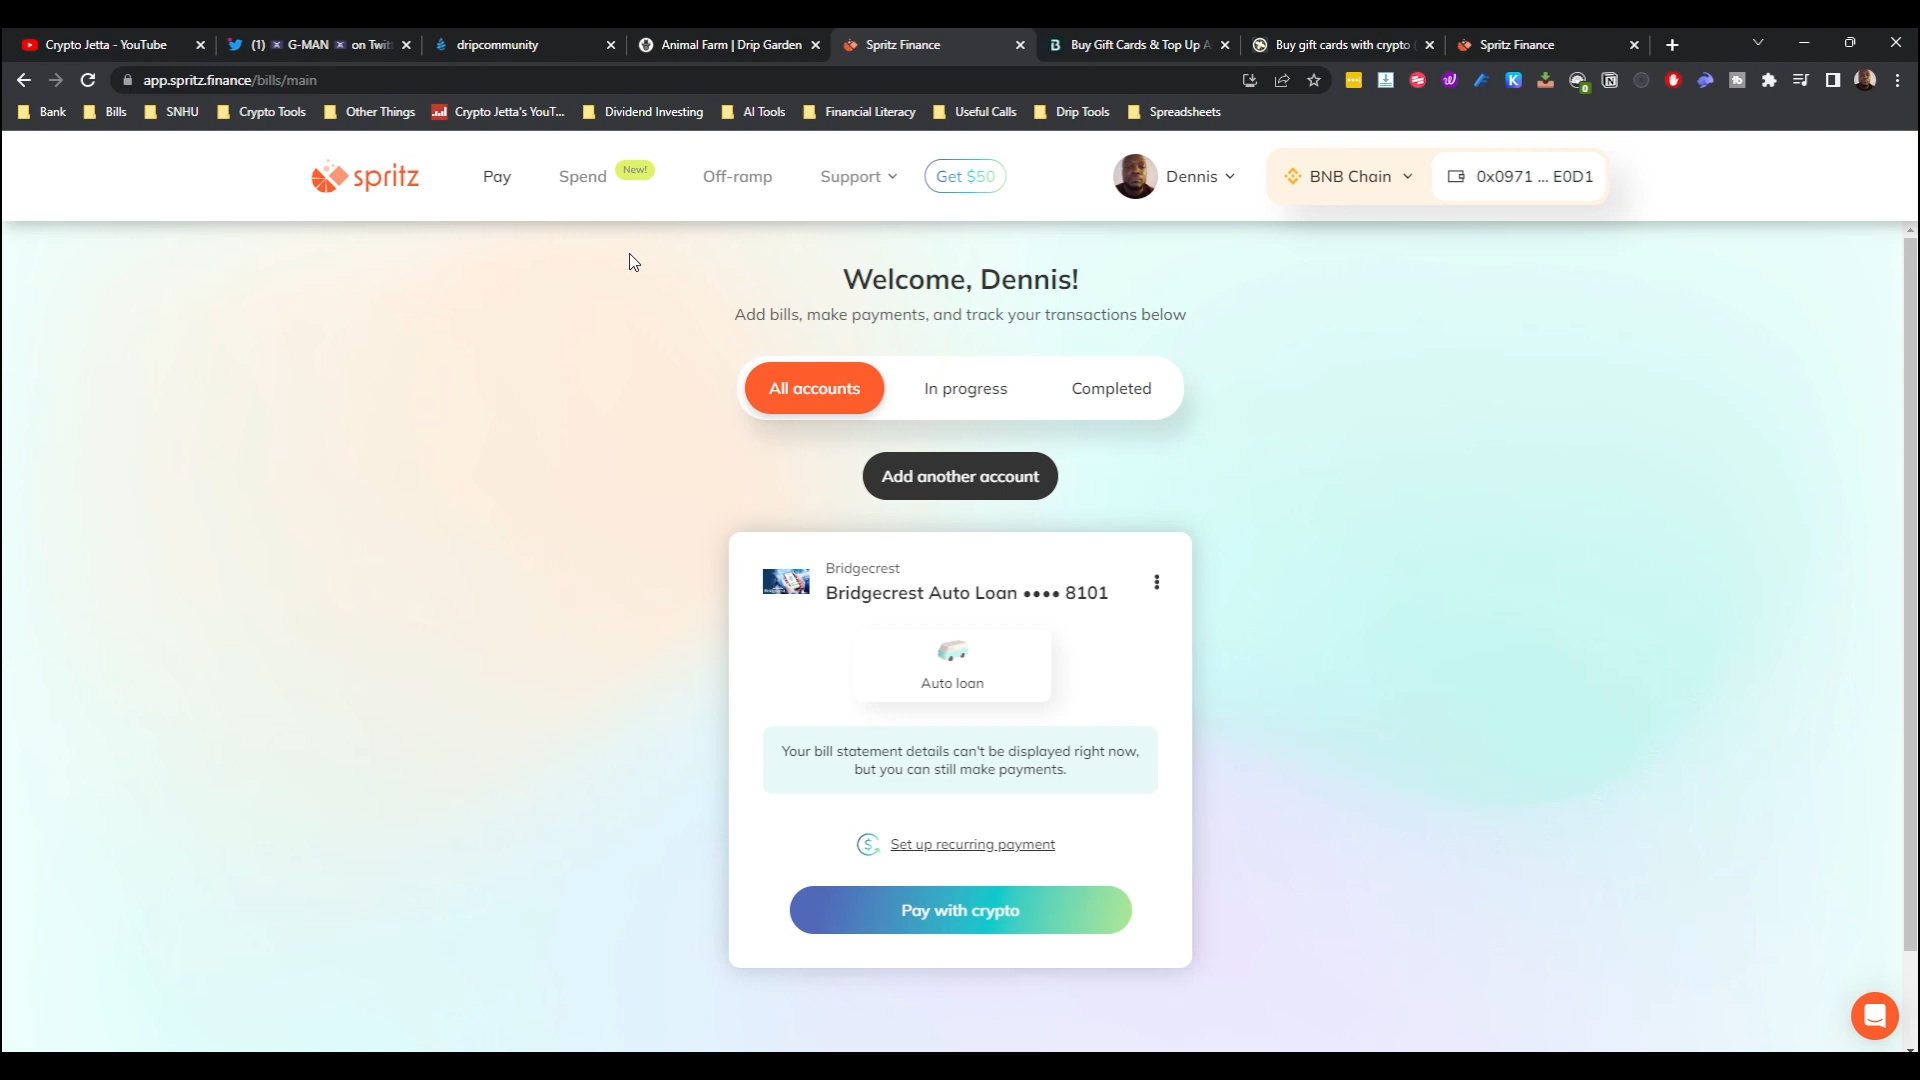 Crypto Jetta - YouTube
(1) G-MAN on Twit
dripcommunity
Animal Farm | Drip Garden
Spritz Finance
Buy Gift Cards & Top Up A
Buy gift cards with crypto
Spritz Finance
app.spritz.finance/bills/main
Bank
Bills
SNHU
Crypto Tools
Other Things
Crypto Jetta's YouT...
Dividend Investing
AI Tools
Financial Literacy
Useful Calls
Drip Tools
Spreadsheets
spritz
Pay
Spend
New!
Off-ramp
Support
Get $50
Dennis
BNB Chain
0x0971 ... E0D1
Welcome, Dennis!
Add bills, make payments, and track your transactions below
All accounts
In progress
Completed
Add another account
Bridgecrest
Bridgecrest Auto Loan •••• 8101
Auto loan
Your bill statement details can't be displayed right now,
but you can still make payments.
Set up recurring payment
Pay with crypto